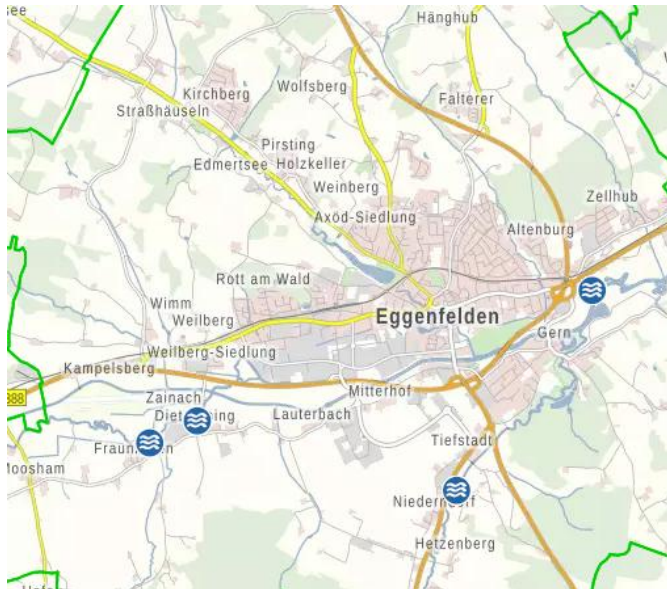 Hänghub
Kirchberg
Wolfsberg
Straßhäuseln
Falterer
Pirsting
Edmertsee Holzkeller
Weinberg
Zellhub
Axöd-Siedlung
Altenburg
Rott am Wald
Wimm
Weilberg
Eggenfelden
Gern
Weilberg-Siedlung
Kampelsberg
Mitterhof
Zainach
388
Lauterbach
Tiefstadt
Moosham
Hetzenberg